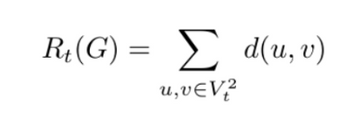 R_t(G) = \sum_{u,v \in V_t^2} d(u, v)